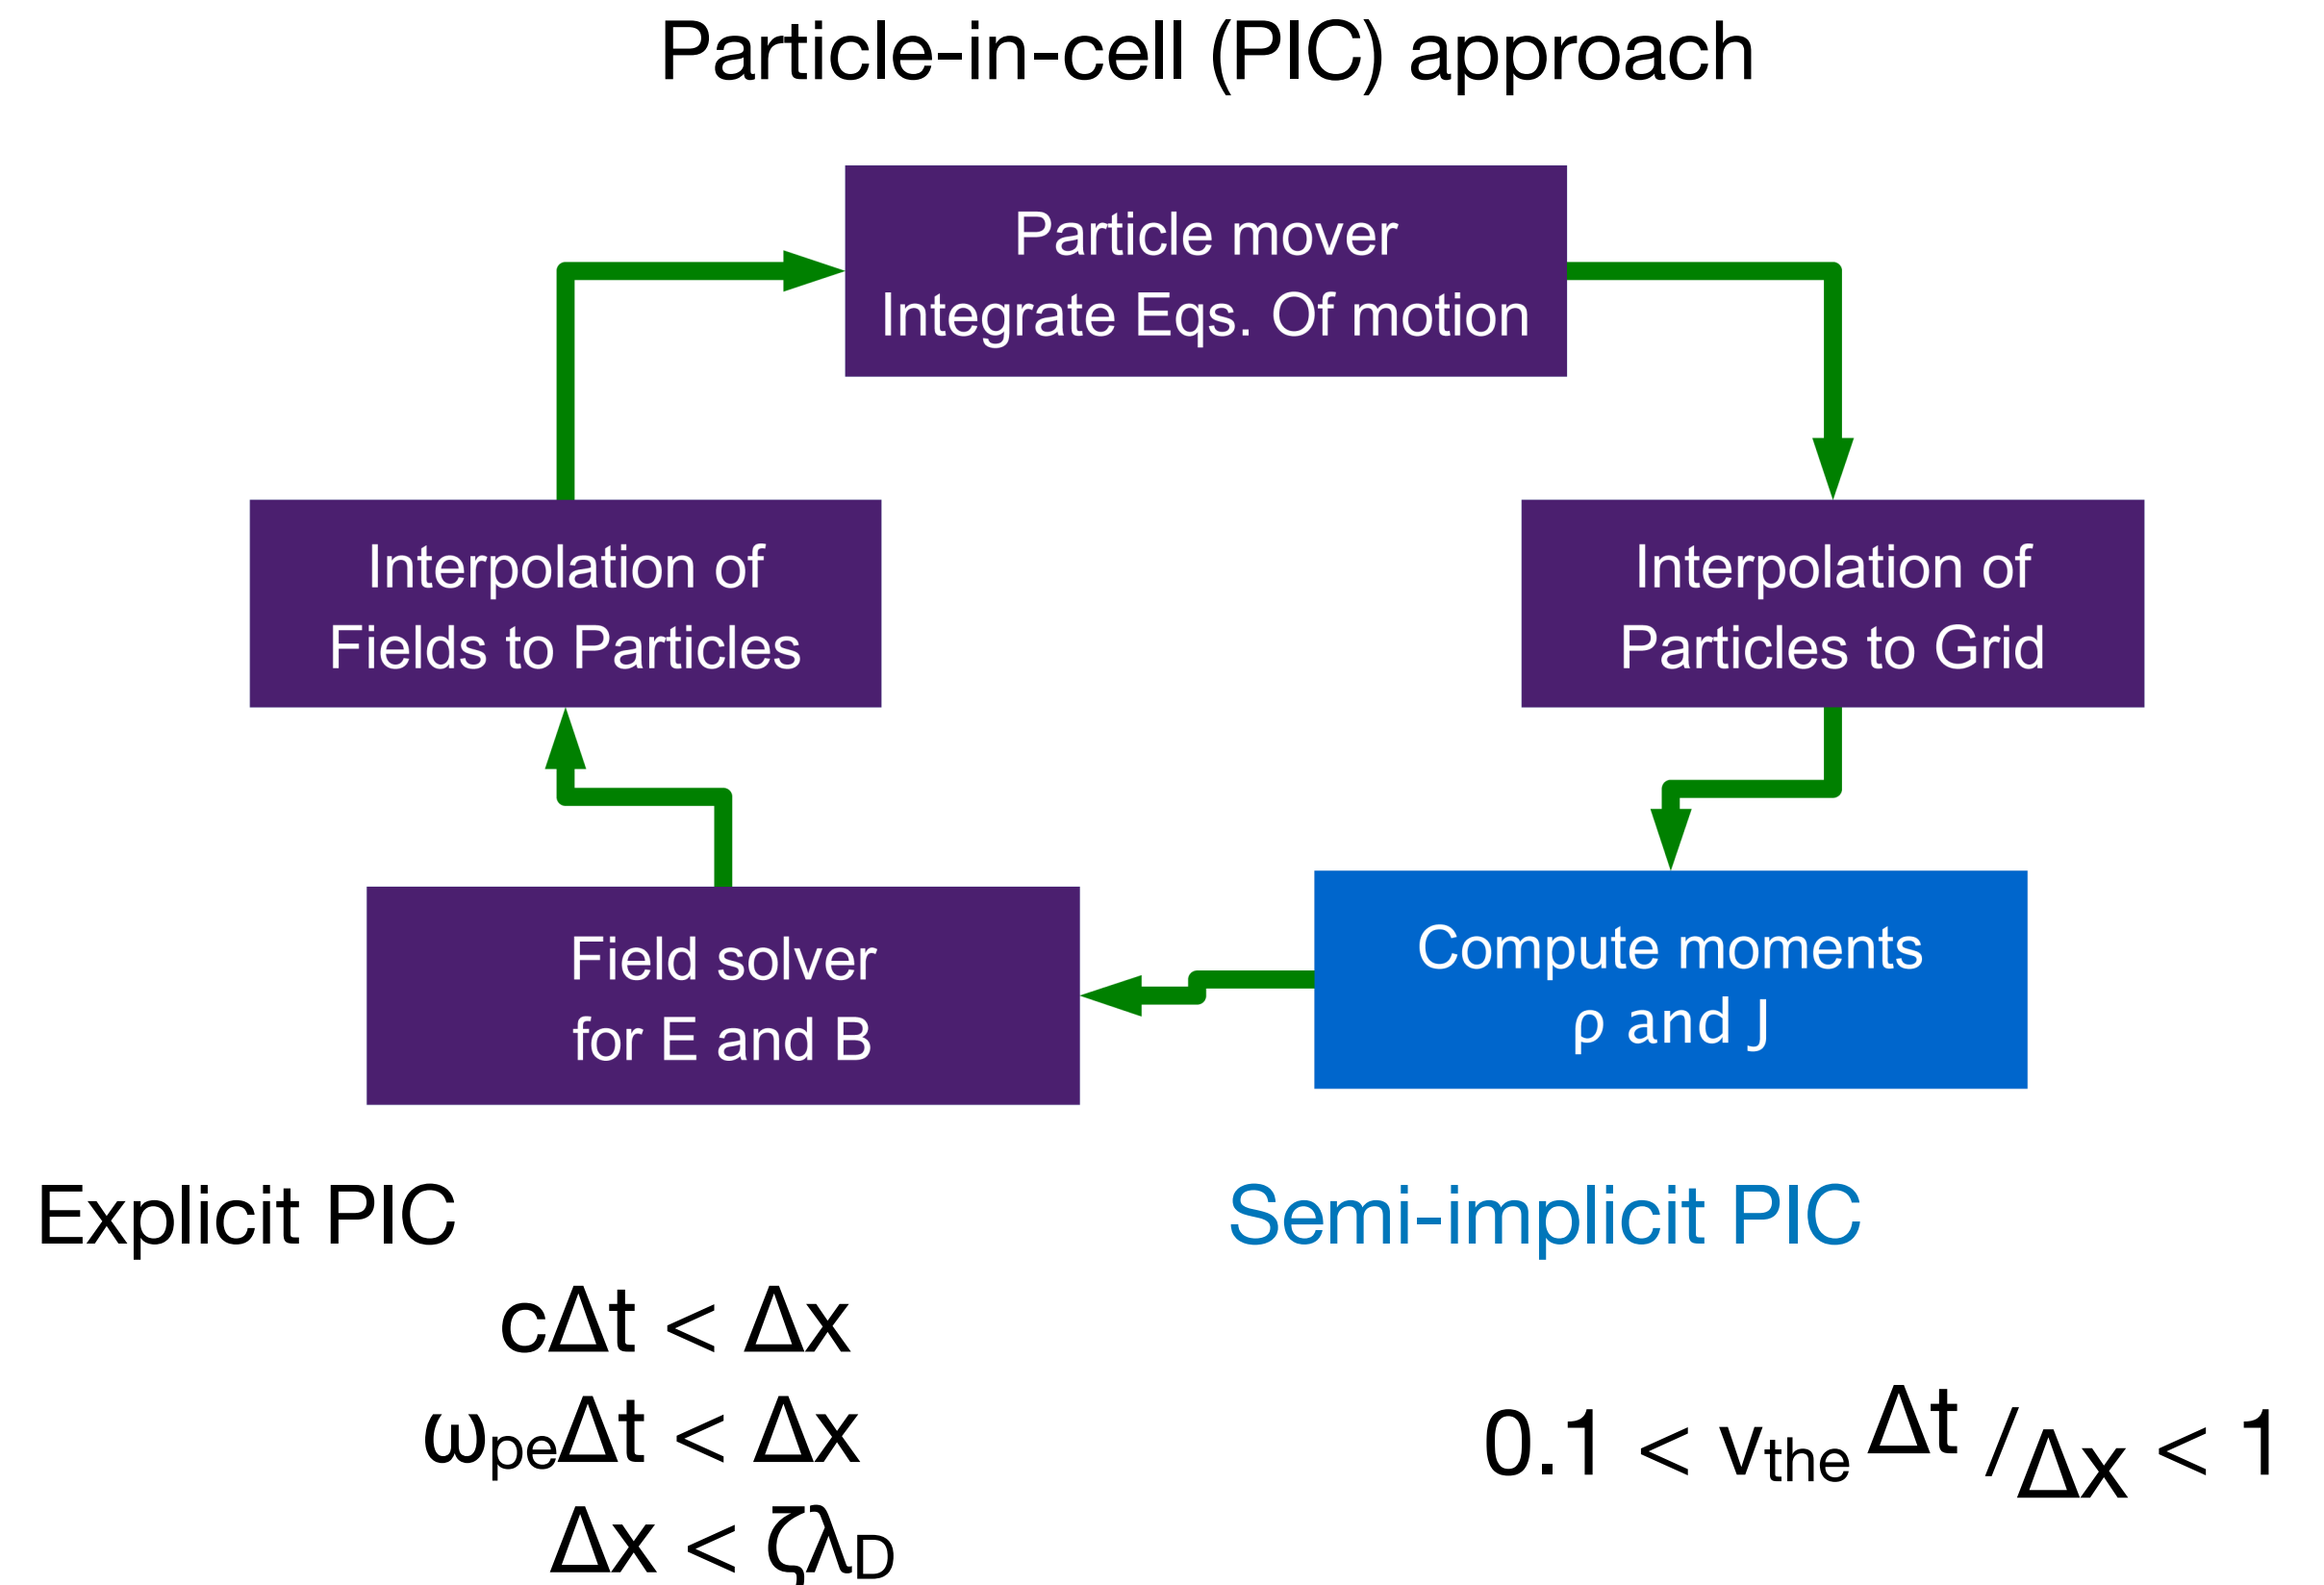 Particle-in-cell (PIC) approach
Particle mover
Integrate Eqs. Of motion
Interpolation of
Fields to Particles
Interpolation of
Particles to Grid
Field solver
for E and B
Compute moments
ρ and J
Explicit PIC
cΔt < Δx
ωpeΔt < Δx
Δx < ζλD
Semi-implicit PIC
0.1 < vthe Δt / Δx < 1